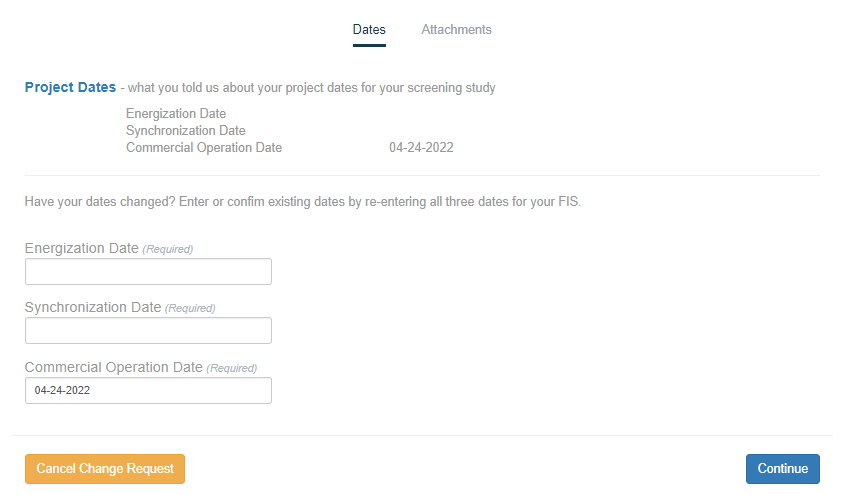 Dates Attachments
Project Dates - what you told us about your project dates for your screening study
Energization Date
Synchronization Date
Commercial Operation Date 04-24-2022
Have your dates changed? Enter or confim existing dates by re-entering all three dates for your FIS.
Energization Date (Required)
Synchronization Date (Required)
Commercial Operation Date (Required)
04-24-2022
Cancel Change Request Continue